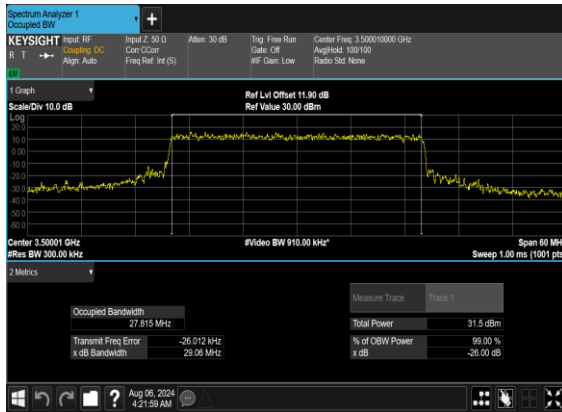 Spectrum Analyzer 1
Occupied BW
+
KEYSIGHT Input: RF Input Z: 50 Ω Atten: 30 dB Trig: Free Run Center Freq: 3.500010000 GHz
R T Coupling: DC Corr CCorr Gate: Off Avg|Hold: 100/100
Align: Auto Freq Ref: Int (S) #IF Gain: Low Radio Std: None
LXI
1 Graph
Ref Lvl Offset 11.90 dB
Scale/Div 10.0 dB Ref Value 30.00 dBm
Log
20.0
10.0
0.00
-10.0
-20.0
-30.0
-40.0
-50.0
-60.0
Center 3.50001 GHz #Video BW 910.00 kHz* Span 60 MH
#Res BW 300.00 kHz Sweep 1.00 ms (1001 pts
2 Metrics
Measure Trace Trace 1
Occupied Bandwidth
27.815 MHz Total Power 31.5 dBm
Transmit Freq Error -26.012 kHz % of OBW Power 99.00 %
x dB Bandwidth 29.06 MHz x dB -26.00 dB
? Aug 06, 2024
4:21:59 AM